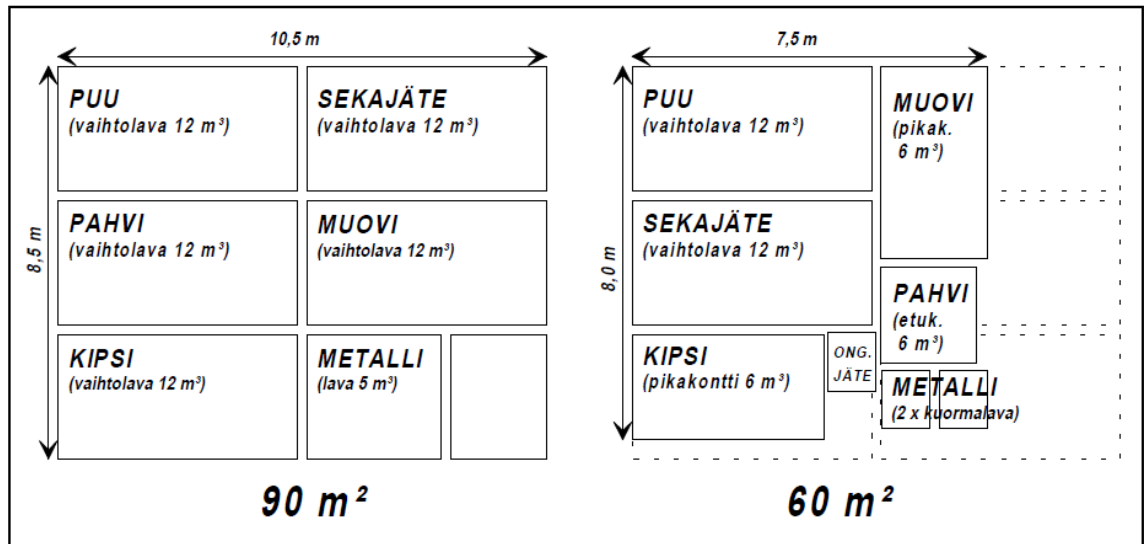 10,5 m
8,5 m
PUU
(vaihtolava 12 m³)
SEKAJÄTE
(vaihtolava 12 m³)
PAHVI
(vaihtolava 12 m³)
MUOVI
(vaihtolava 12 m³)
KIPSI
(vaihtolava 12 m³)
METALLI
(lava 5 m³)
90 m²
7,5 m
8,0 m
PUU
(vaihtolava 12 m³)
MUOVI
(pikak.
6 m³)
SEKAJÄTE
(vaihtolava 12 m³)
PAHVI
(etuk.
6 m³)
KIPSI
(pikakontti 6 m³)
ONG.
JÄTE
METALLI
(2 x kuormalava)
60 m²